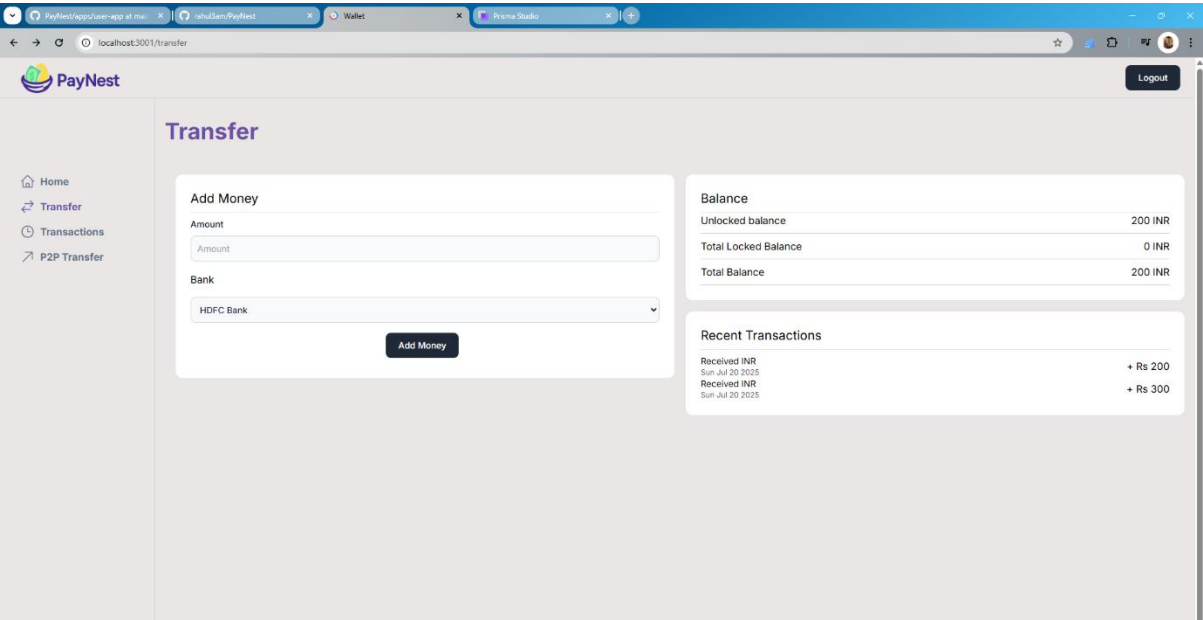 PayNest/apps/user-app at mai
rahul3am/PayNest
Wallet
Prisma Studio
localhost:3001/transfer
PayNest
Logout
Transfer
Home
Transfer
Transactions
P2P Transfer
Add Money
Amount
Amount
Bank
HDFC Bank
Add Money
Balance
Unlocked balance 200 INR
Total Locked Balance 0 INR
Total Balance 200 INR
Recent Transactions
Received INR
Sun Jul 20 2025
+ Rs 200
Received INR
Sun Jul 20 2025
+ Rs 300